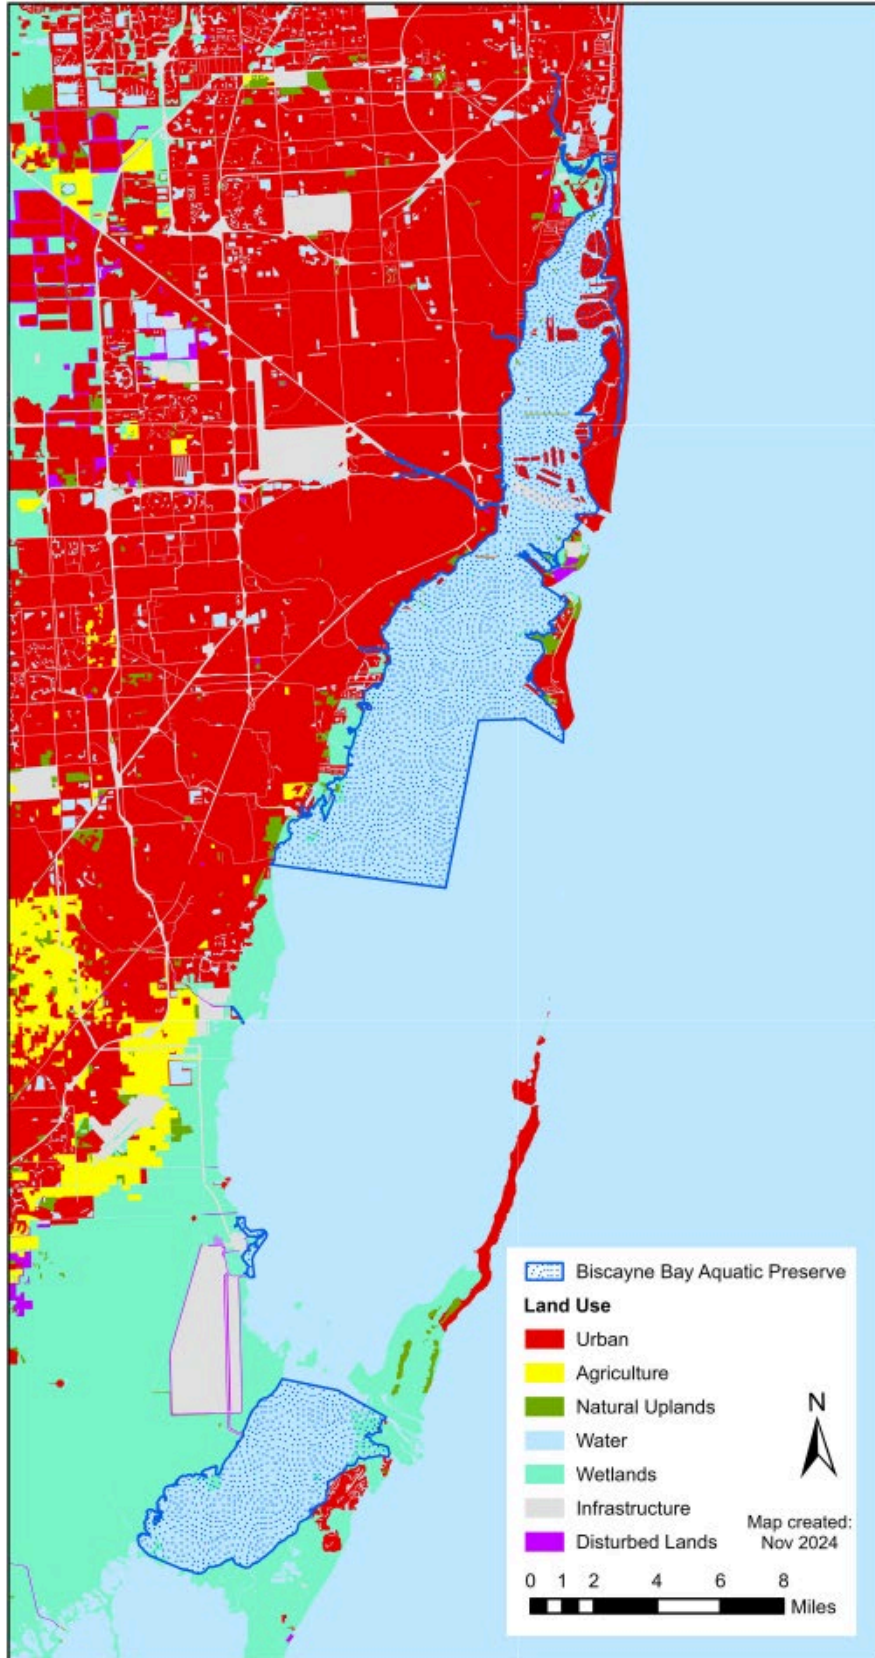 Biscayne Bay Aquatic Preserve
Land Use
Urban
Agriculture
Natural Uplands
Water
Wetlands
Infrastructure
Disturbed Lands
N
Map created:
Nov 2024
0 1 2 4 6 8
Miles